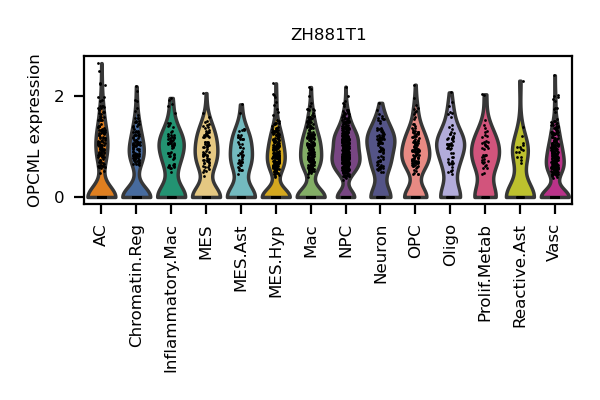 ZH881T1
OPCML expression
2
0
AC
Chromatin.Reg
Inflammatory.Mac
MES
MES.Ast
MES.Hyp
Mac
NPC
Neuron
OPC
Oligo
Prolif.Metab
Reactive.Ast
Vasc